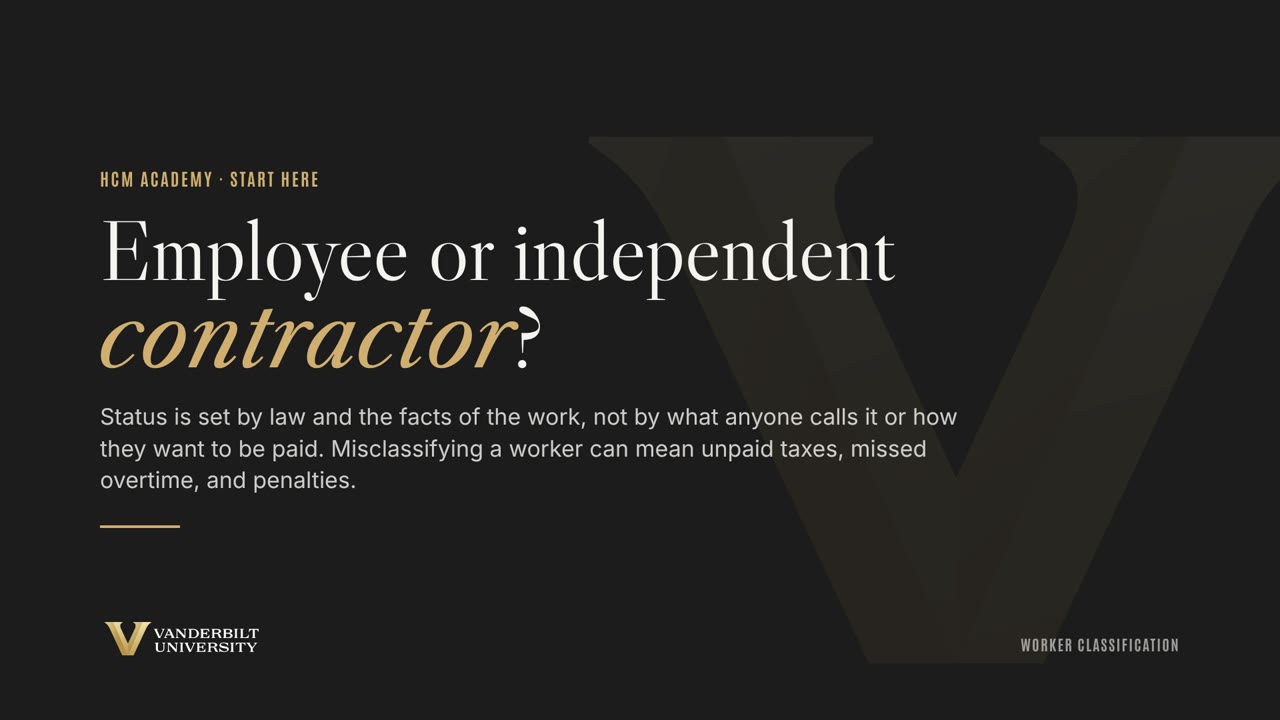 HCM ACADEMY · START HERE
Employee or independent
contractor?
Status is set by law and the facts of the work, not by what anyone calls it or how
they want to be paid. Misclassifying a worker can mean unpaid taxes, missed
overtime, and penalties.
VANDERBILT
UNIVERSITY
WORKER CLASSIFICATION